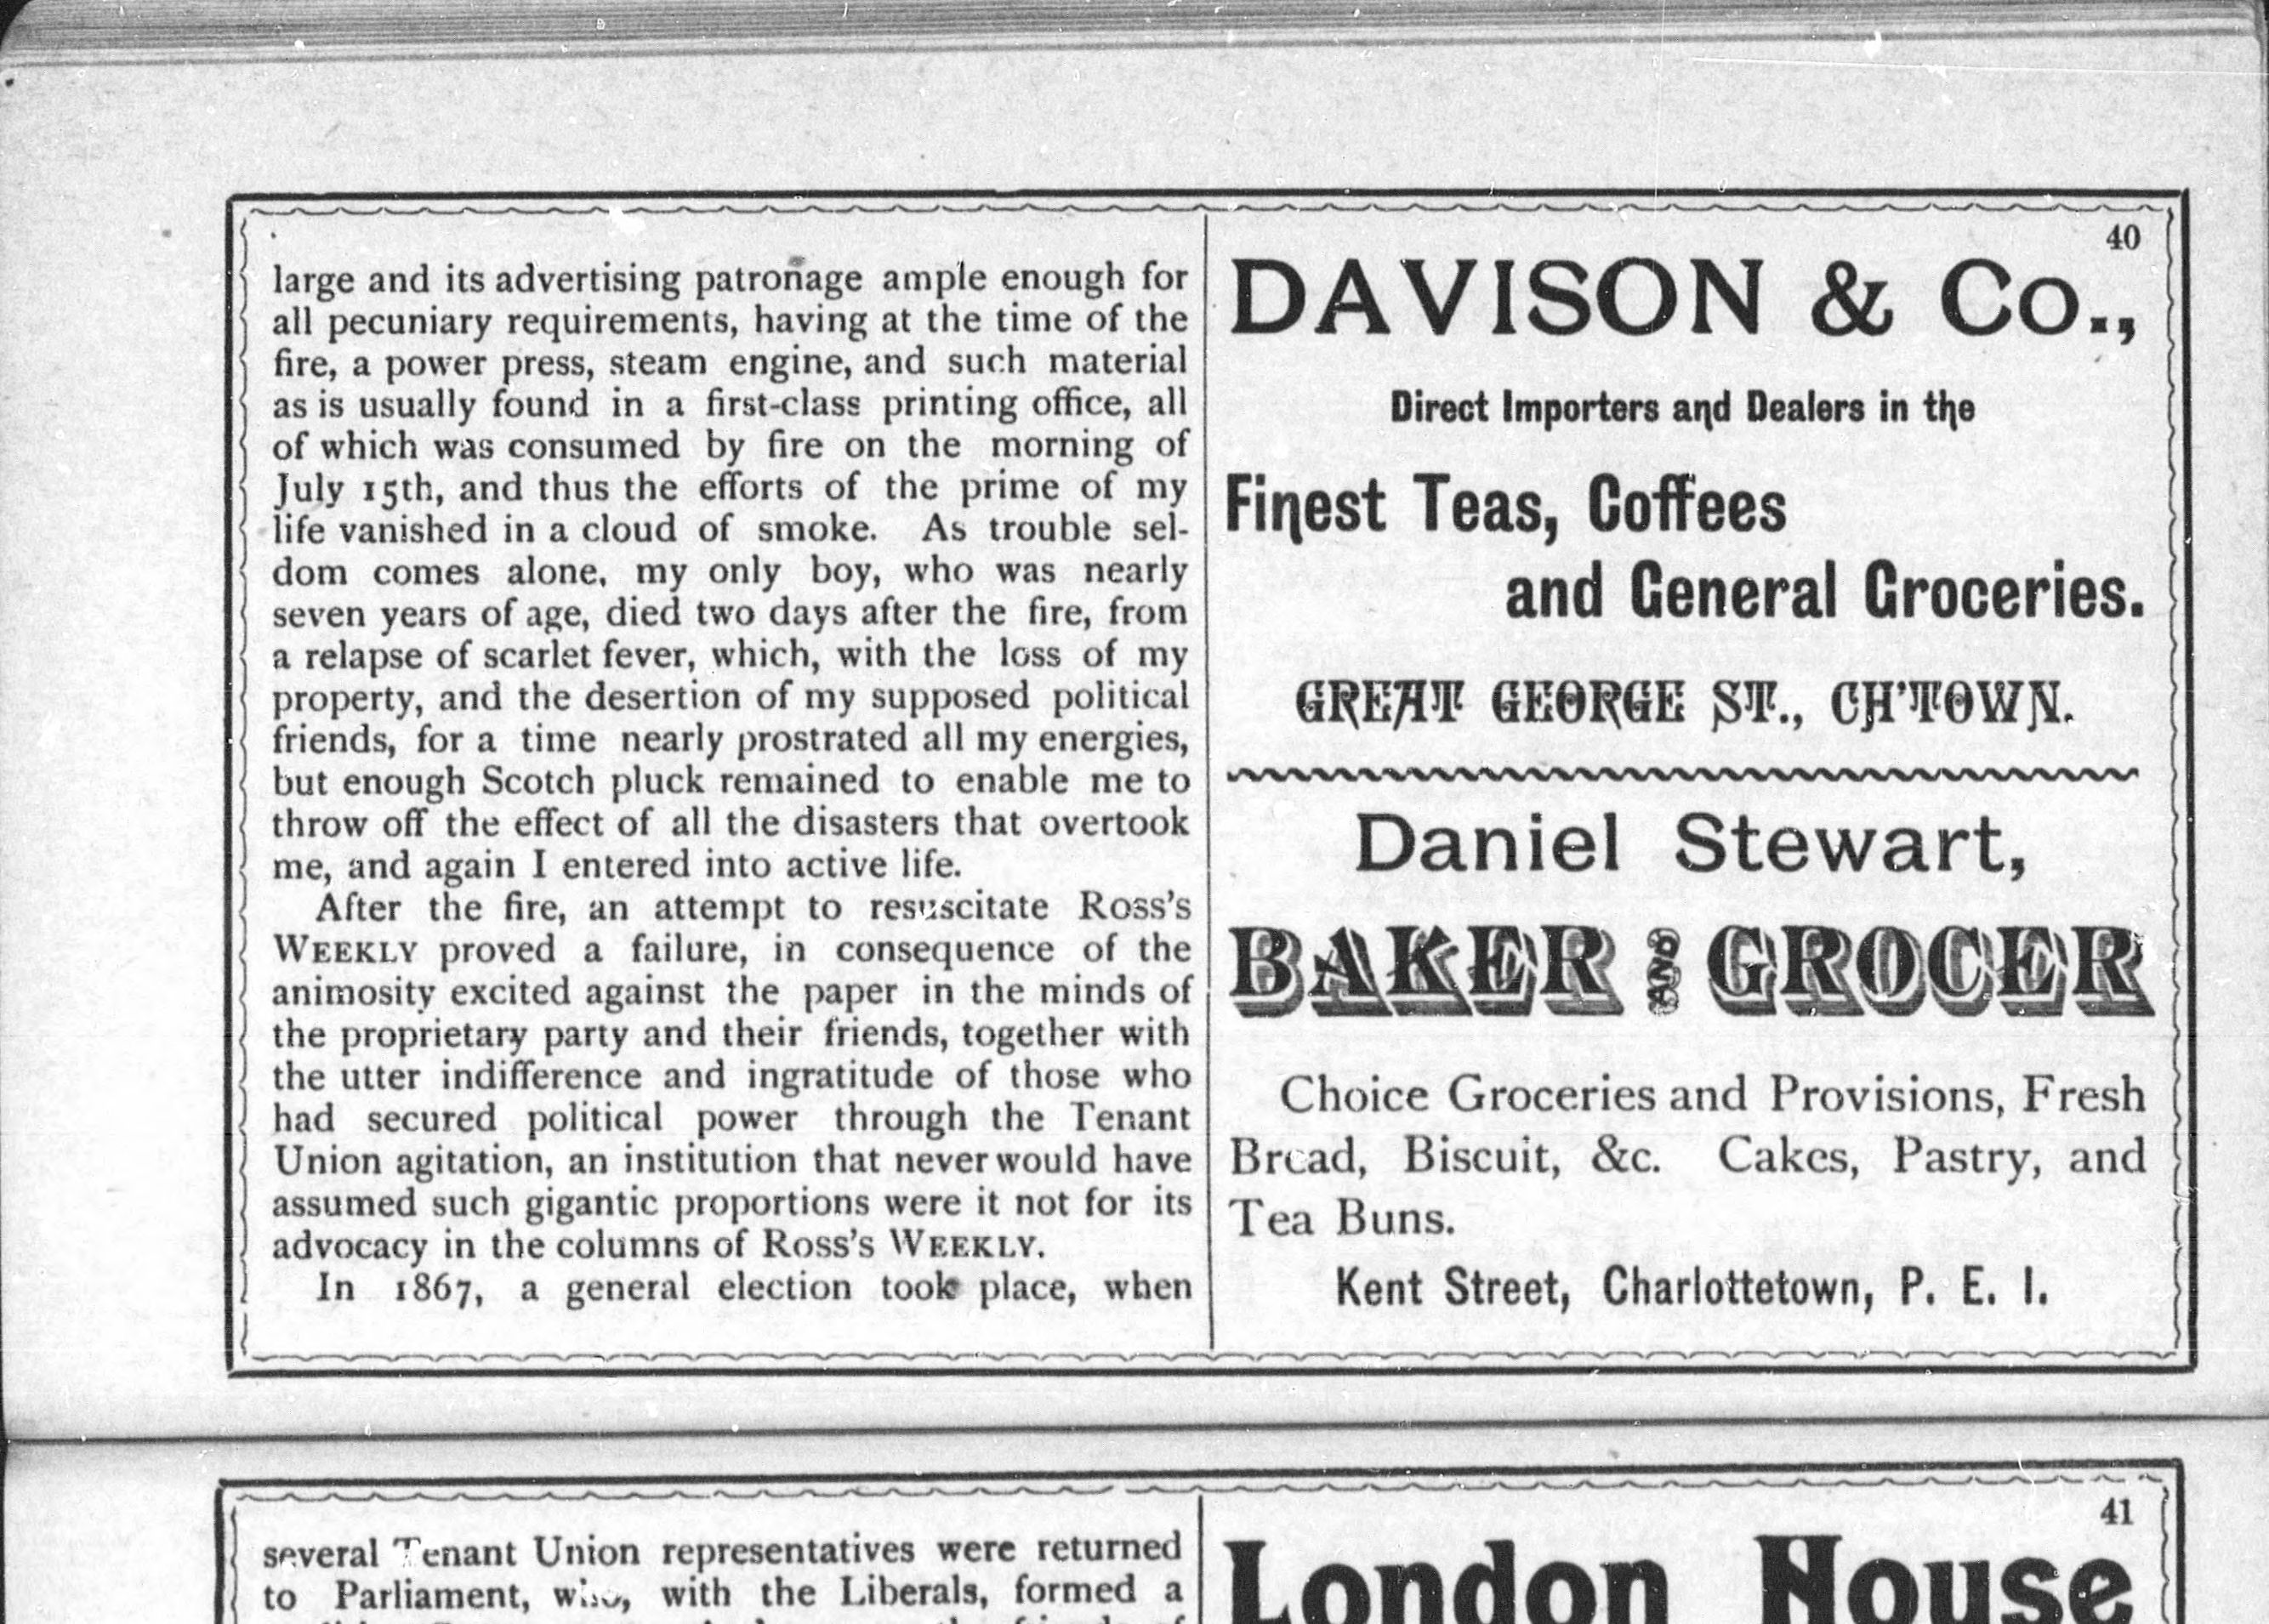 large and its advertising patronage ample enough for
all pecuniary requirements, having at the time of the
fire, a power press, steam engine, and such material
as is usually found in a first-class printing office, all
of which was consumed by fire on the morning of
July 15th, and thus the efforts of the prime of my
life vanished in a cloud of smoke. As trouble sel-
dom comes alone, my only boy, who was nearly
seven years of age, died two days after the fire, from
a relapse of scarlet fever, which, with the loss of my
property, and the desertion of my supposed political
friends, for a time nearly prostrated all my energies,
but enough Scotch pluck remained to enable me to
throw off the effect of all the disasters that overtook
me, and again I entered into active life.
After the fire, an attempt to resuscitate ROSS'S
WEEKLY proved a failure, in consequence of the
animosity excited against the paper in the minds of
the proprietary party and their friends, together with
the utter indifference and ingratitude of those who
had secured political power through the Tenant
Union agitation, an institution that never would have
assumed such gigantic proportions were it not for its
advocacy in the columns of ROSS'S WEEKLY.
In 1867, a general election took place, when
40
DAVISON & Co.,
Direct Importers and Dealers in the
Finest Teas, Coffees
and General Groceries.
GREAT GEORGE ST., CH'TOWN.
Daniel Stewart,
BAKER AND GROCER
Choice Groceries and Provisions, Fresh
Bread, Biscuit, &c. Cakes, Pastry, and
Tea Buns.
Kent Street, Charlottetown, P. E. I.
several Tenant Union representatives were returned
to Parliament, who, with the Liberals, formed a
41
London House